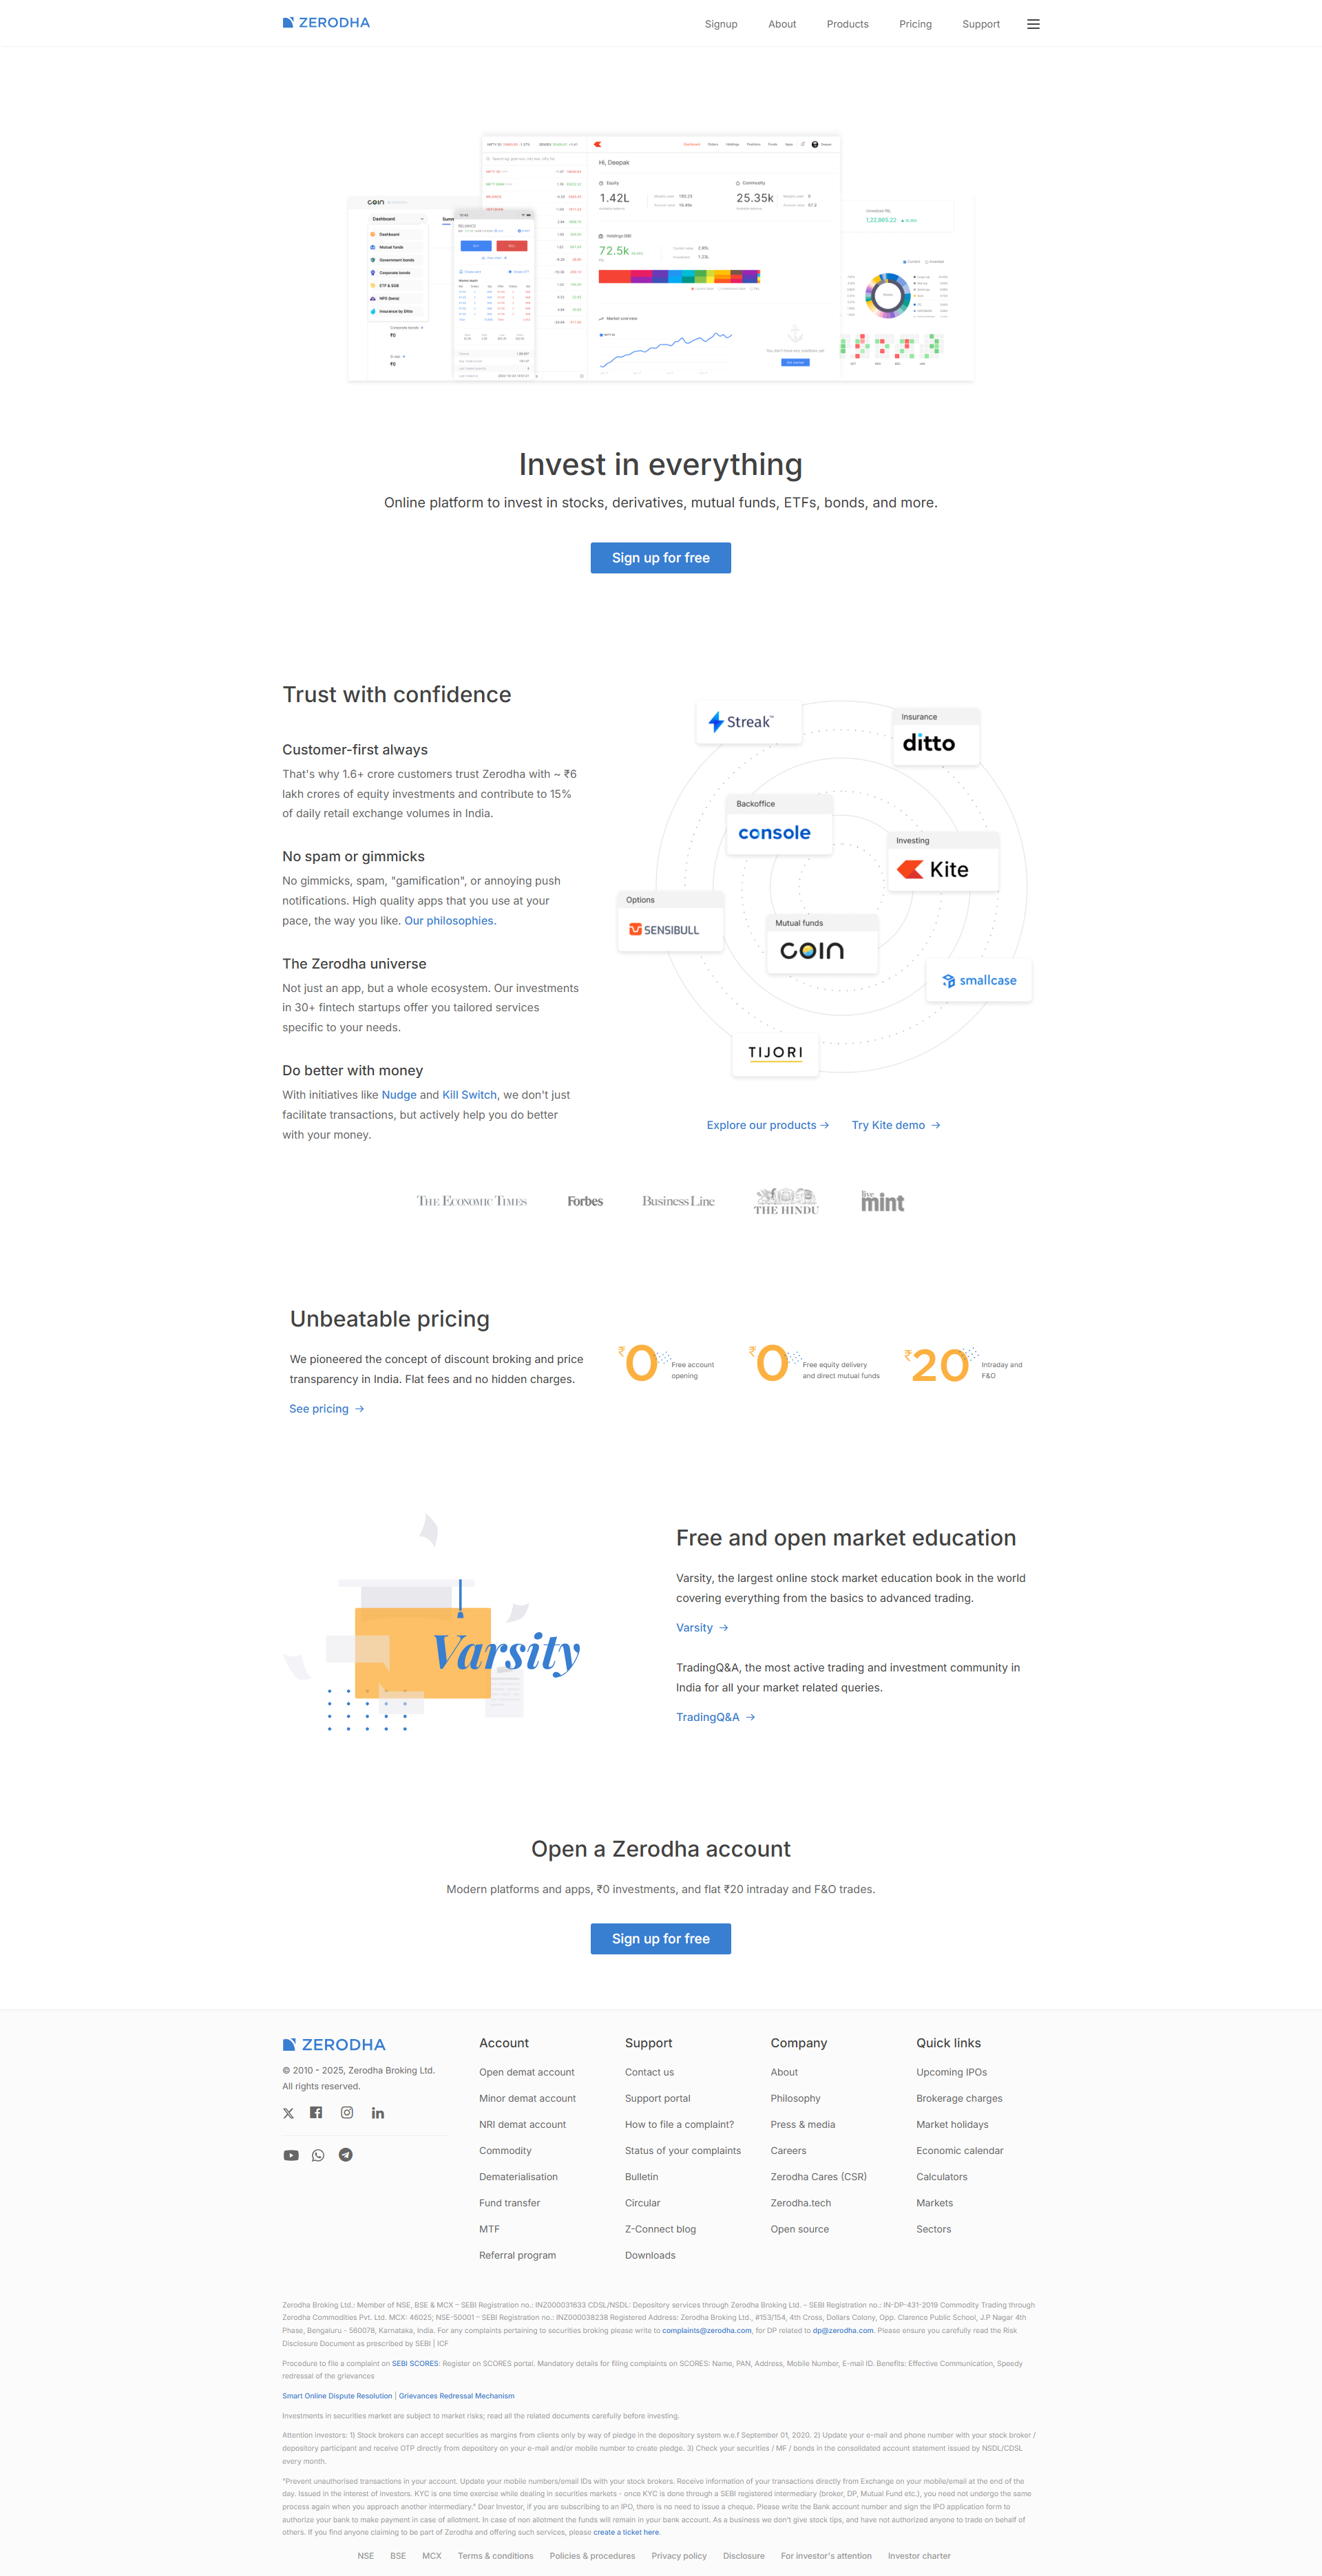 ZERODHA
Signup About Products Pricing Support
Hi, Deepak
Equity
Commodity
1.42L
25.35k
72.5k
Market overview
COIN
Dashboard
Dashboard
Mutual funds
Government bonds
Corporate bonds
ETF & SGB
NPS (beta)
Insurance by Ditto
₹0
₹0
RELIANCE
1,22,805.22
Invest in everything
Online platform to invest in stocks, derivatives, mutual funds, ETFs, bonds, and more.
Sign up for free
Trust with confidence
Customer-first always
That's why 1.6+ crore customers trust Zerodha with ~ ₹6
lakh crores of equity investments and contribute to 15%
of daily retail exchange volumes in India.
No spam or gimmicks
No gimmicks, spam, "gamification", or annoying push
notifications. High quality apps that you use at your
pace, the way you like. Our philosophies.
The Zerodha universe
Not just an app, but a whole ecosystem. Our investments
in 30+ fintech startups offer you tailored services
specific to your needs.
Do better with money
With initiatives like Nudge and Kill Switch, we don't just
facilitate transactions, but actively help you do better
with your money.
Streak™
Insurance
ditto
Backoffice
console
Investing
Kite
Options
SENSIBULL
Mutual funds
COIN
smallcase
TIJORI
Explore our products → Try Kite demo →
THE ECONOMIC TIMES Forbes BusinessLine THE HINDU live mint
Unbeatable pricing
We pioneered the concept of discount broking and price
transparency in India. Flat fees and no hidden charges.
See pricing →
₹0 Free account
opening
₹0 Free equity delivery
and direct mutual funds
₹20 Intraday and
F&O
Varsity
Free and open market education
Varsity, the largest online stock market education book in the world
covering everything from the basics to advanced trading.
Varsity →
TradingQ&A, the most active trading and investment community in
India for all your market related queries.
TradingQ&A →
Open a Zerodha account
Modern platforms and apps, ₹0 investments, and flat ₹20 intraday and F&O trades.
Sign up for free
ZERODHA
© 2010 - 2025, Zerodha Broking Ltd.
All rights reserved.
Account
Open demat account
Minor demat account
NRI demat account
Commodity
Dematerialisation
Fund transfer
MTF
Referral program
Support
Contact us
Support portal
How to file a complaint?
Status of your complaints
Bulletin
Circular
Z-Connect blog
Downloads
Company
About
Philosophy
Press & media
Careers
Zerodha Cares (CSR)
Zerodha.tech
Open source
Quick links
Upcoming IPOs
Brokerage charges
Market holidays
Economic calendar
Calculators
Markets
Sectors
Zerodha Broking Ltd.: Member of NSE, BSE & MCX – SEBI Registration no.: INZ000031633 CDSL/NSDL: Depository services through Zerodha Broking Ltd. – SEBI Registration no.: IN-DP-431-2019 Commodity Trading through
Zerodha Commodities Pvt. Ltd. MCX: 46025; NSE-50001 – SEBI Registration no.: INZ000038238 Registered Address: Zerodha Broking Ltd., #153/154, 4th Cross, Dollars Colony, Opp. Clarence Public School, J.P Nagar 4th
Phase, Bengaluru - 560078, Karnataka, India. For any complaints pertaining to securities broking please write to complaints@zerodha.com, for DP related to dp@zerodha.com. Please ensure you carefully read the Risk
Disclosure Document as prescribed by SEBI | ICF
Procedure to file a complaint on SEBI SCORES: Register on SCORES portal. Mandatory details for filing complaints on SCORES: Name, PAN, Address, Mobile Number, E-mail ID. Benefits: Effective Communication, Speedy
redressal of the grievances
Smart Online Dispute Resolution | Grievances Redressal Mechanism
Investments in securities market are subject to market risks; read all the related documents carefully before investing.
Attention investors: 1) Stock brokers can accept securities as margins from clients only by way of pledge in the depository system w.e.f September 01, 2020. 2) Update your e-mail and phone number with your stock broker /
depository participant and receive OTP directly from depository on your e-mail and/or mobile number to create pledge. 3) Check your securities / MF / bonds in the consolidated account statement issued by NSDL/CDSL
every month.
"Prevent unauthorised transactions in your account. Update your mobile numbers/email IDs with your stock brokers. Receive information of your transactions directly from Exchange on your mobile/email at the end of the
day. Issued in the interest of investors. KYC is one time exercise while dealing in securities markets - once KYC is done through a SEBI registered intermediary (broker, DP, Mutual Fund etc.), you need not undergo the same
process again when you approach another intermediary." Dear Investor, if you are subscribing to an IPO, there is no need to issue a cheque. Please write the Bank account number and sign the IPO application form to
authorize your bank to make payment in case of allotment. In case of non allotment the funds will remain in your bank account. As a business we don't give stock tips, and have not authorized anyone to trade on behalf of
others. If you find anyone claiming to be part of Zerodha and offering such services, please create a ticket here.
NSE BSE MCX Terms & conditions Policies & procedures Privacy policy Disclosure For investor's attention Investor charter